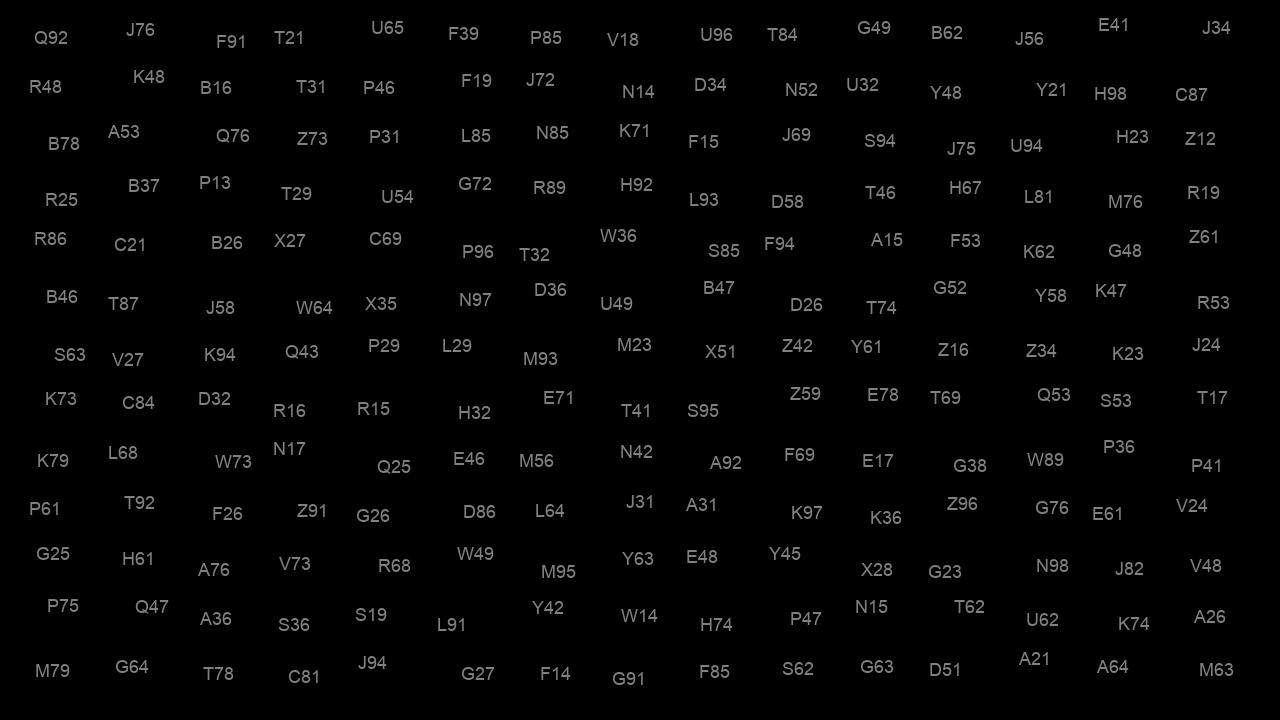 Q92 J76 F91 T21 U65 F39 P85 V18 U96 T84 G49 B62 J56 E41 J34
R48 K48 B16 T31 P46 F19 J72 N14 D34 N52 U32 Y48 Y21 H98 C87
B78 A53 Q76 Z73 P31 L85 N85 K71 F15 J69 S94 J75 U94 H23 Z12
R25 B37 P13 T29 U54 G72 R89 H92 L93 D58 T46 H67 L81 M76 R19
R86 C21 B26 X27 C69 P96 T32 W36 S85 F94 A15 F53 K62 G48 Z61
B46 T87 J58 W64 X35 N97 D36 U49 B47 D26 T74 G52 Y58 K47 R53
S63 V27 K94 Q43 P29 L29 M93 M23 X51 Z42 Y61 Z16 Z34 K23 J24
K73 C84 D32 R16 R15 H32 E71 T41 S95 Z59 E78 T69 Q53 S53 T17
K79 L68 W73 N17 Q25 E46 M56 N42 A92 F69 E17 G38 W89 P36 P41
P61 T92 F26 Z91 G26 D86 L64 J31 A31 K97 K36 Z96 G76 E61 V24
G25 H61 A76 V73 R68 W49 M95 Y63 E48 Y45 X28 G23 N98 J82 V48
P75 Q47 A36 S36 S19 L91 Y42 W14 H74 P47 N15 T62 U62 K74 A26
M79 G64 T78 C81 J94 G27 F14 G91 F85 S62 G63 D51 A21 A64 M63